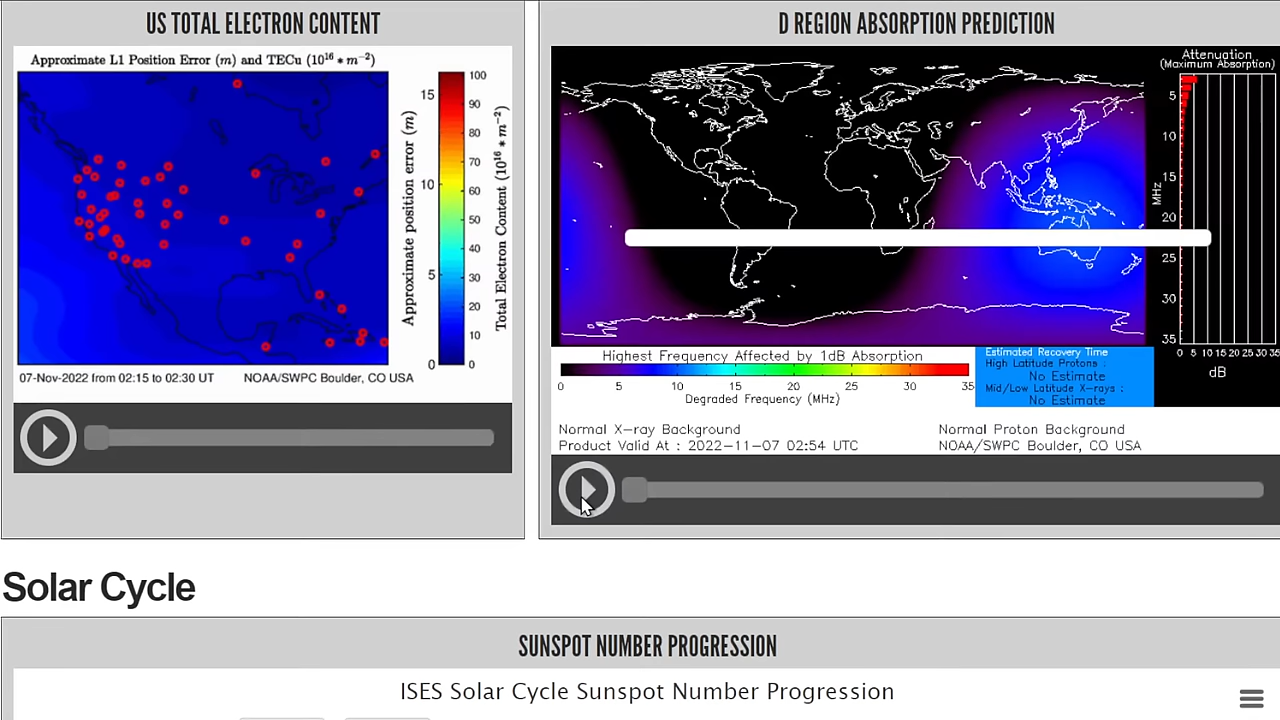 US TOTAL ELECTRON CONTENT
Approximate L1 Position Error (m) and TECu (10¹⁶ * m⁻²)
Approximate position error (m)
Total Electron Content (10¹⁶ * m⁻²)
15
10
5
0
100
90
80
70
60
50
40
30
20
10
0
07-Nov-2022 from 02:15 to 02:30 UT
NOAA/SWPC Boulder, CO USA
D REGION ABSORPTION PREDICTION
Attenuation
(Maximum Absorption)
MHz
5
10
15
20
25
30
35
0 5 10 15 20 25 30 35
dB
Highest Frequency Affected by 1dB Absorption
0 5 10 15 20 25 30 35
Degraded Frequency (MHz)
Estimated Recovery Time
High Latitude Protons :
No Estimate
Mid/Low Latitude X-rays :
No Estimate
Normal X-ray Background
Normal Proton Background
Product Valid At : 2022-11-07 02:54 UTC
NOAA/SWPC Boulder, CO USA
Solar Cycle
SUNSPOT NUMBER PROGRESSION
ISES Solar Cycle Sunspot Number Progression